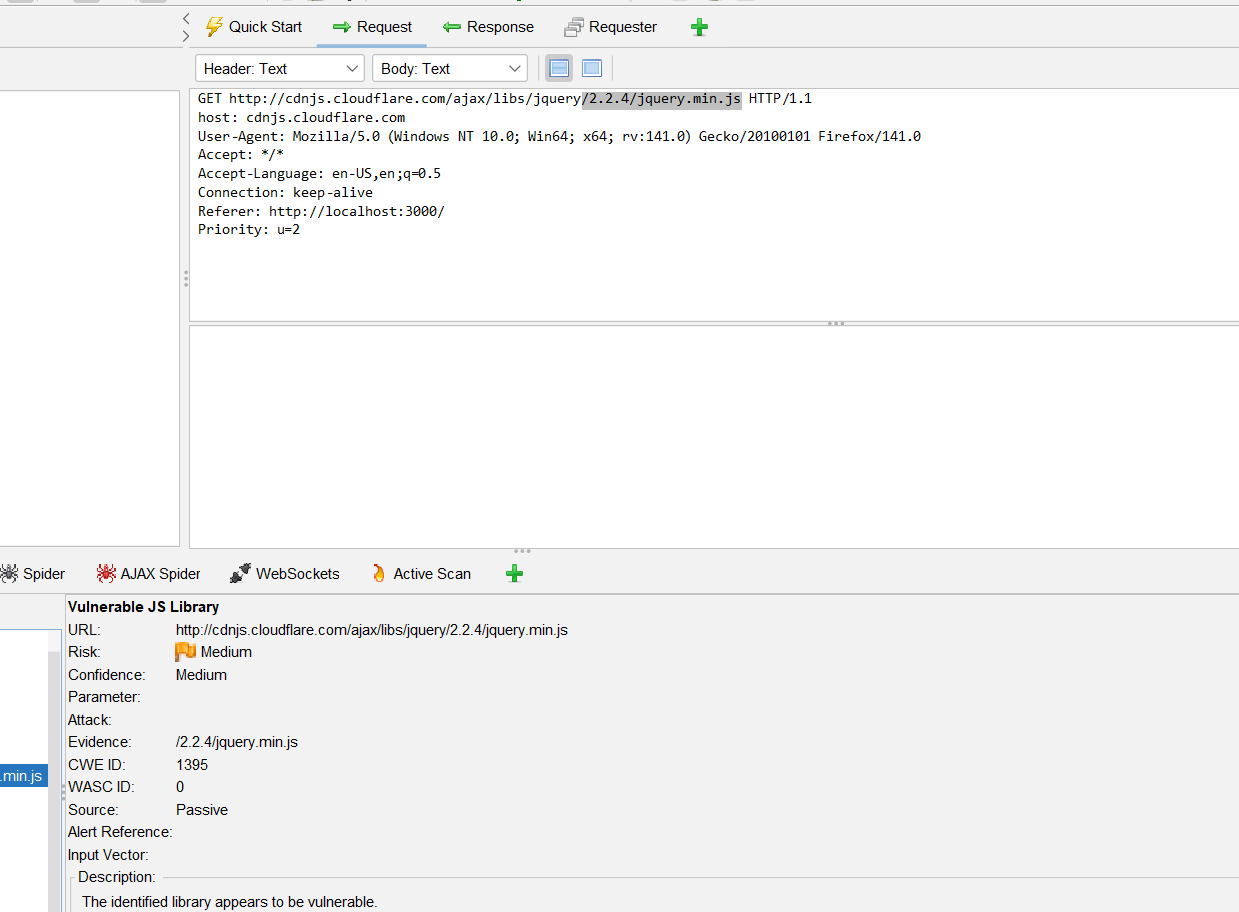 Quick Start Request Response Requester
Header: Text Body: Text
GET http://cdnjs.cloudflare.com/ajax/libs/jquery/2.2.4/jquery.min.js HTTP/1.1
host: cdnjs.cloudflare.com
User-Agent: Mozilla/5.0 (Windows NT 10.0; Win64; x64; rv:141.0) Gecko/20100101 Firefox/141.0
Accept: */*
Accept-Language: en-US,en;q=0.5
Connection: keep-alive
Referer: http://localhost:3000/
Priority: u=2
Spider AJAX Spider WebSockets Active Scan
Vulnerable JS Library
URL: http://cdnjs.cloudflare.com/ajax/libs/jquery/2.2.4/jquery.min.js
Risk: Medium
Confidence: Medium
Parameter:
Attack:
Evidence: /2.2.4/jquery.min.js
CWE ID: 1395
.min.js
WASC ID: 0
Source: Passive
Alert Reference:
Input Vector:
Description:
The identified library appears to be vulnerable.